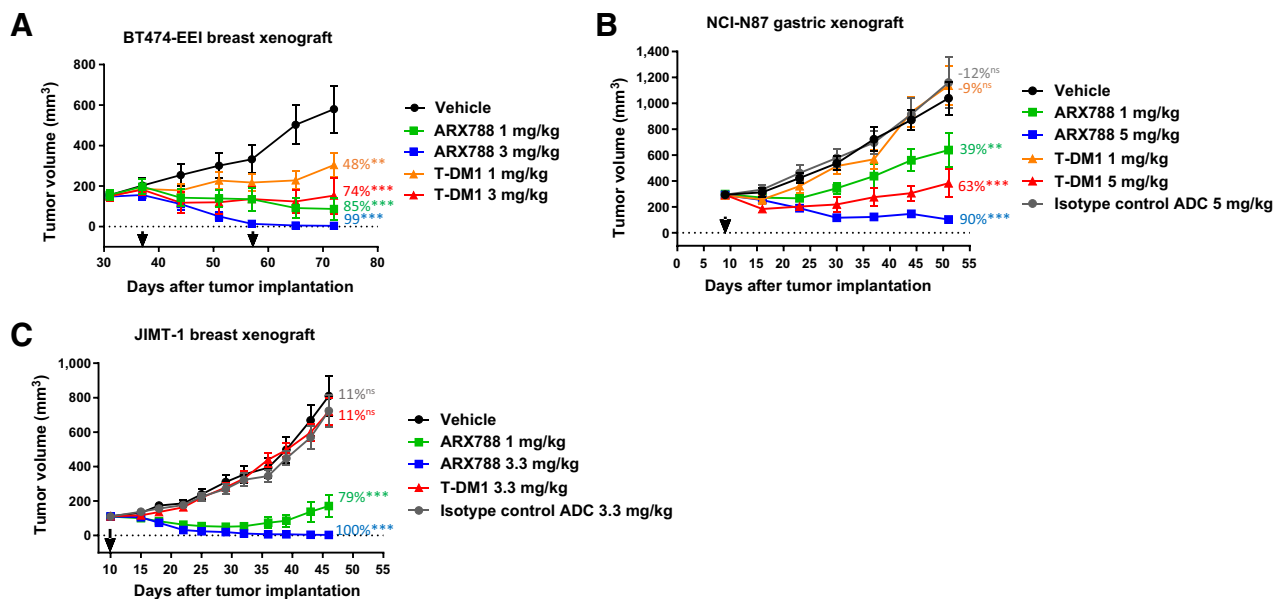 A
BT474-EEI breast xenograft
Tumor volume (mm³)
800
600
400
200
0
30 40 50 60 70 80
Days after tumor implantation
48%**
74%***
85%***
99***
Vehicle
ARX788 1 mg/kg
ARX788 3 mg/kg
T-DM1 1 mg/kg
T-DM1 3 mg/kg
B
NCI-N87 gastric xenograft
Tumor volume (mm³)
1,400
1,200
1,000
800
600
400
200
0
0 5 10 15 20 25 30 35 40 45 50 55
Days after tumor implantation
-12%ns
-9%ns
39%**
63%***
90%***
Vehicle
ARX788 1 mg/kg
ARX788 5 mg/kg
T-DM1 1 mg/kg
T-DM1 5 mg/kg
Isotype control ADC 5 mg/kg
C
JIMT-1 breast xenograft
Tumor volume (mm³)
1,000
800
600
400
200
0
10 15 20 25 30 35 40 45 50 55
Days after tumor implantation
11%ns
11%ns
79%***
100%***
Vehicle
ARX788 1 mg/kg
ARX788 3.3 mg/kg
T-DM1 3.3 mg/kg
Isotype control ADC 3.3 mg/kg